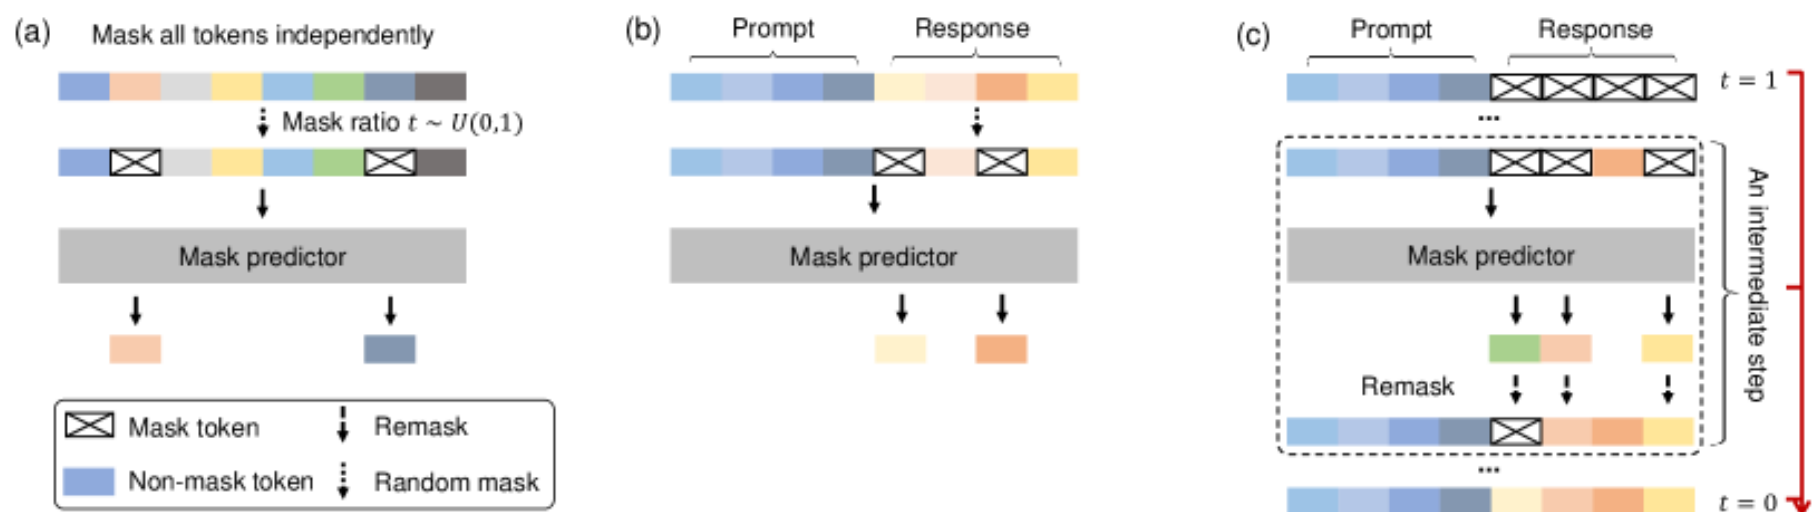 (a) Mask all tokens independently
Mask ratio t ~ U(0,1)
Mask predictor
Mask token
Remask
Non-mask token
Random mask
(b) Prompt Response
Mask predictor
(c) Prompt Response
t = 1
...
Mask predictor
Remask
An intermediate step
...
t = 0